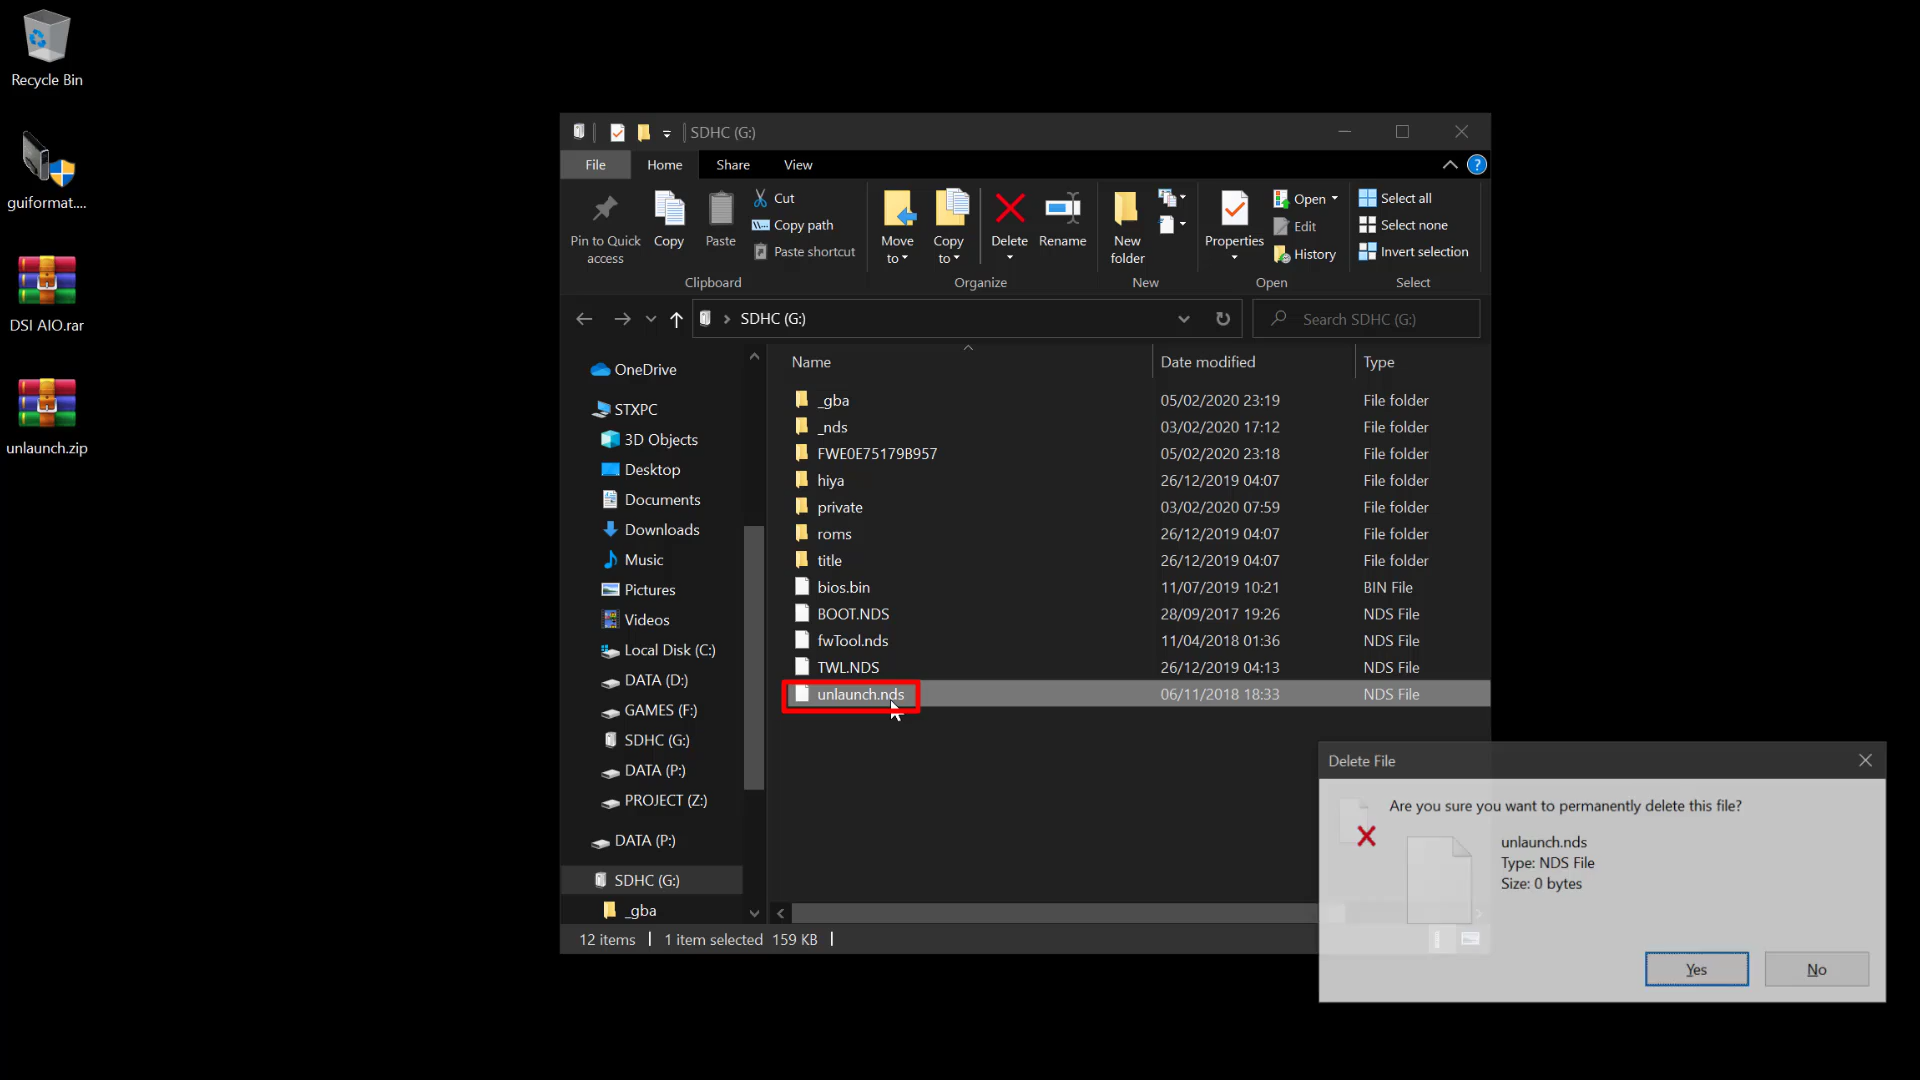 Recycle Bin
guiformat....
DSI AIO.rar
unlaunch.zip
SDHC (G:)
File Home Share View
Pin to Quick access
Copy
Paste
Cut
Copy path
Paste shortcut
Clipboard
Move to
Copy to
Delete
Rename
Organize
New folder
New
Properties
Open
Edit
History
Open
Select all
Select none
Invert selection
Select
SDHC (G:)
Search SDHC (G:)
OneDrive
STXPC
3D Objects
Desktop
Documents
Downloads
Music
Pictures
Videos
Local Disk (C:)
DATA (D:)
GAMES (F:)
SDHC (G:)
DATA (P:)
PROJECT (Z:)
DATA (P:)
SDHC (G:)
_gba
Name Date modified Type
_gba 05/02/2020 23:19 File folder
_nds 03/02/2020 17:12 File folder
FWE0E75179B957 05/02/2020 23:18 File folder
hiya 26/12/2019 04:07 File folder
private 03/02/2020 07:59 File folder
roms 26/12/2019 04:07 File folder
title 26/12/2019 04:07 File folder
bios.bin 11/07/2019 10:21 BIN File
BOOT.NDS 28/09/2017 19:26 NDS File
fwTool.nds 11/04/2018 01:36 NDS File
TWL.NDS 26/12/2019 04:13 NDS File
unlaunch.nds 06/11/2018 18:33 NDS File
12 items 1 item selected 159 KB
Delete File
Are you sure you want to permanently delete this file?
unlaunch.nds
Type: NDS File
Size: 0 bytes
Yes No